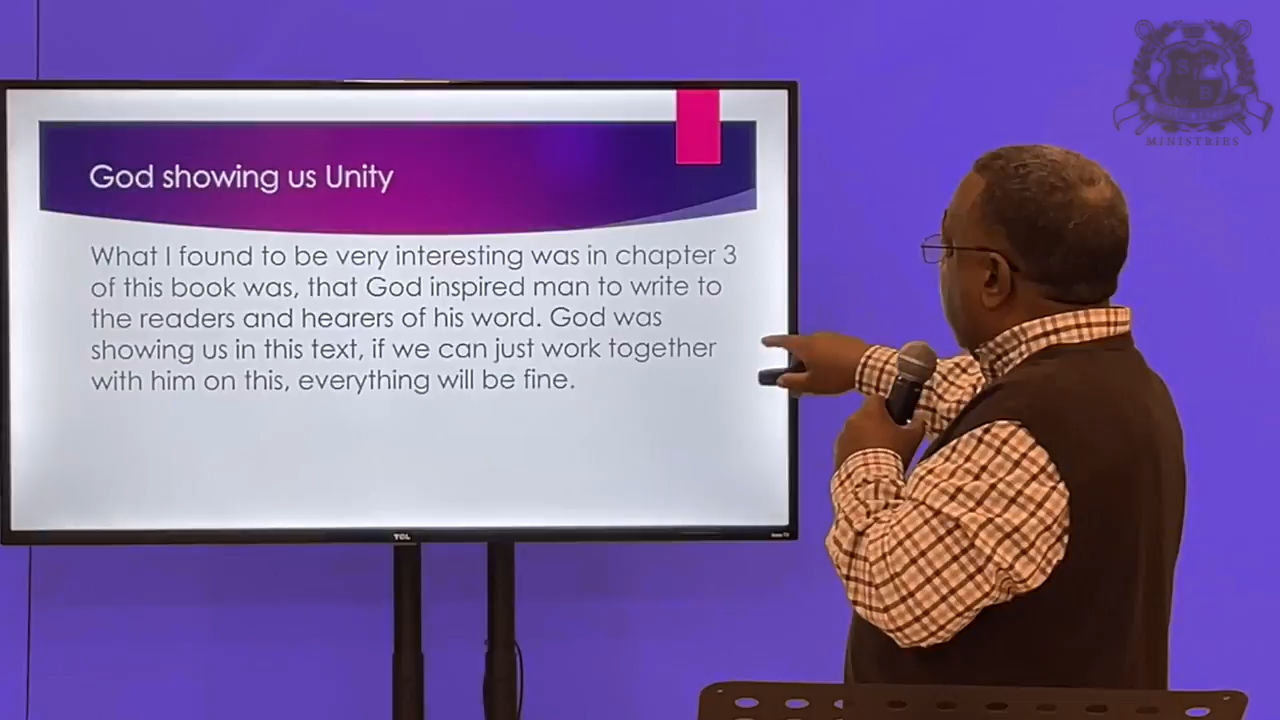 God showing us Unity
What I found to be very interesting was in chapter 3
of this book was, that God inspired man to write to
the readers and hearers of his word. God was
showing us in this text, if we can just work together
with him on this, everything will be fine.
TCL
MINISTRIES